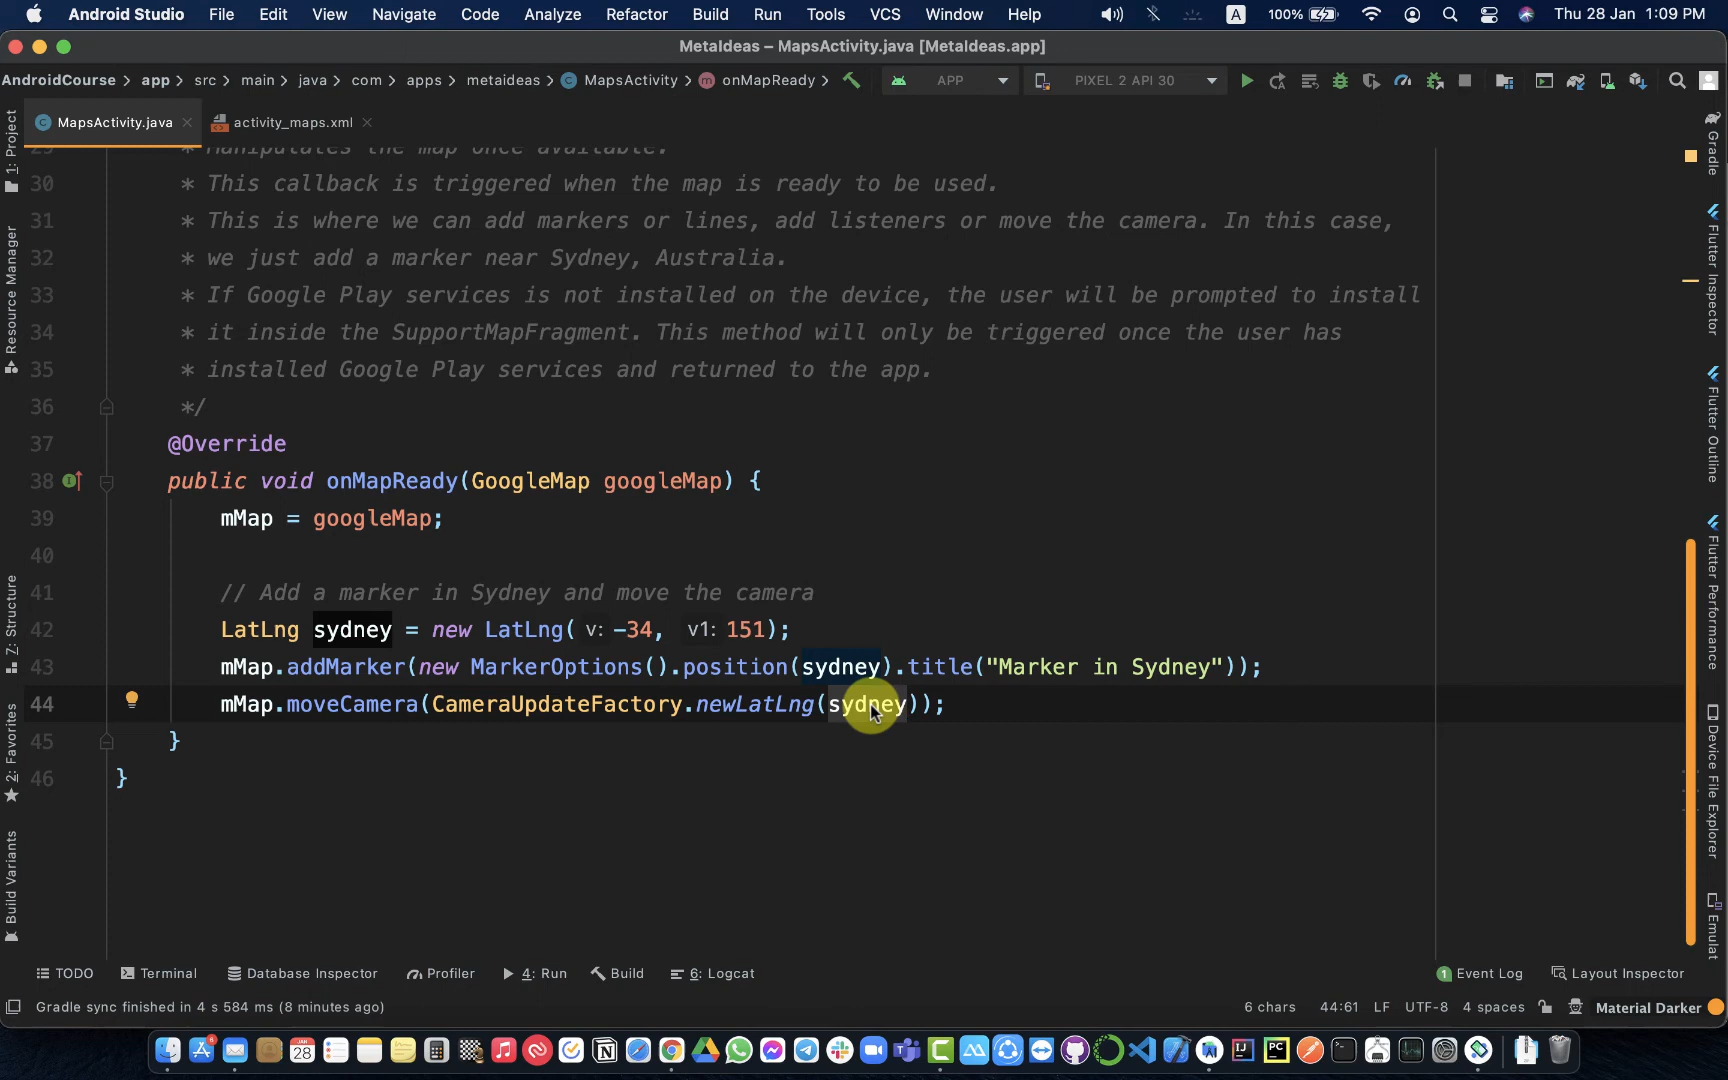 Android Studio File Edit View Navigate Code Analyze Refactor Build Run Tools VCS Window Help A 100% Thu 28 Jan 1:09 PM
MetaIdeas – MapsActivity.java [MetaIdeas.app]
AndroidCourse > app > src > main > java > com > apps > metaideas > C MapsActivity > m onMapReady > APP PIXEL 2 API 30
C MapsActivity.java × activity_maps.xml ×
29 * Manipulates the map once available.
30 * This callback is triggered when the map is ready to be used.
31 * This is where we can add markers or lines, add listeners or move the camera. In this case,
32 * we just add a marker near Sydney, Australia.
33 * If Google Play services is not installed on the device, the user will be prompted to install
34 * it inside the SupportMapFragment. This method will only be triggered once the user has
35 * installed Google Play services and returned to the app.
36 */
37 @Override
38 public void onMapReady(GoogleMap googleMap) {
39 mMap = googleMap;
40
41 // Add a marker in Sydney and move the camera
42 LatLng sydney = new LatLng( v: -34, v1: 151);
43 mMap.addMarker(new MarkerOptions().position(sydney).title("Marker in Sydney"));
44 mMap.moveCamera(CameraUpdateFactory.newLatLng(sydney));
45 }
46 }
1: Project
Resource Manager
Z: Structure
2: Favorites
Build Variants
Gradle
Flutter Inspector
Flutter Outline
Flutter Performance
Device File Explorer
Emulat
TODO Terminal Database Inspector Profiler 4: Run Build 6: Logcat 1 Event Log Layout Inspector
Gradle sync finished in 4 s 584 ms (8 minutes ago) 6 chars 44:61 LF UTF-8 4 spaces Material Darker